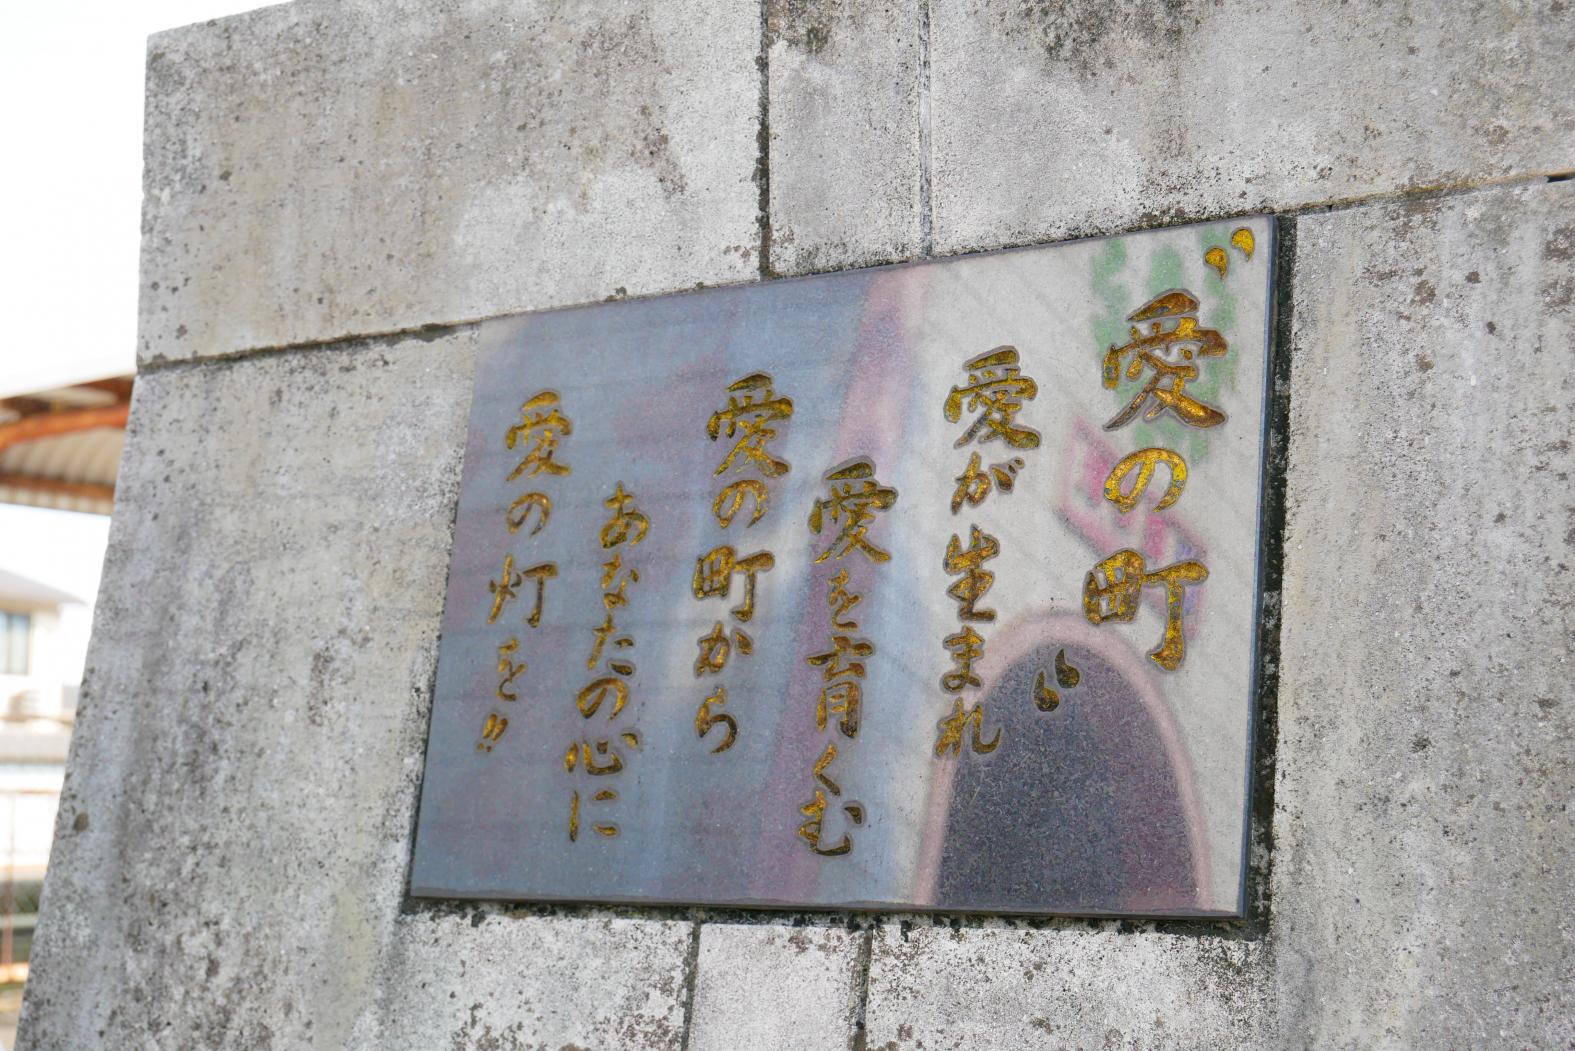 〝愛の町〟
愛が生まれ
愛を育くむ
愛の町から
あなたの心に
愛の灯を!!